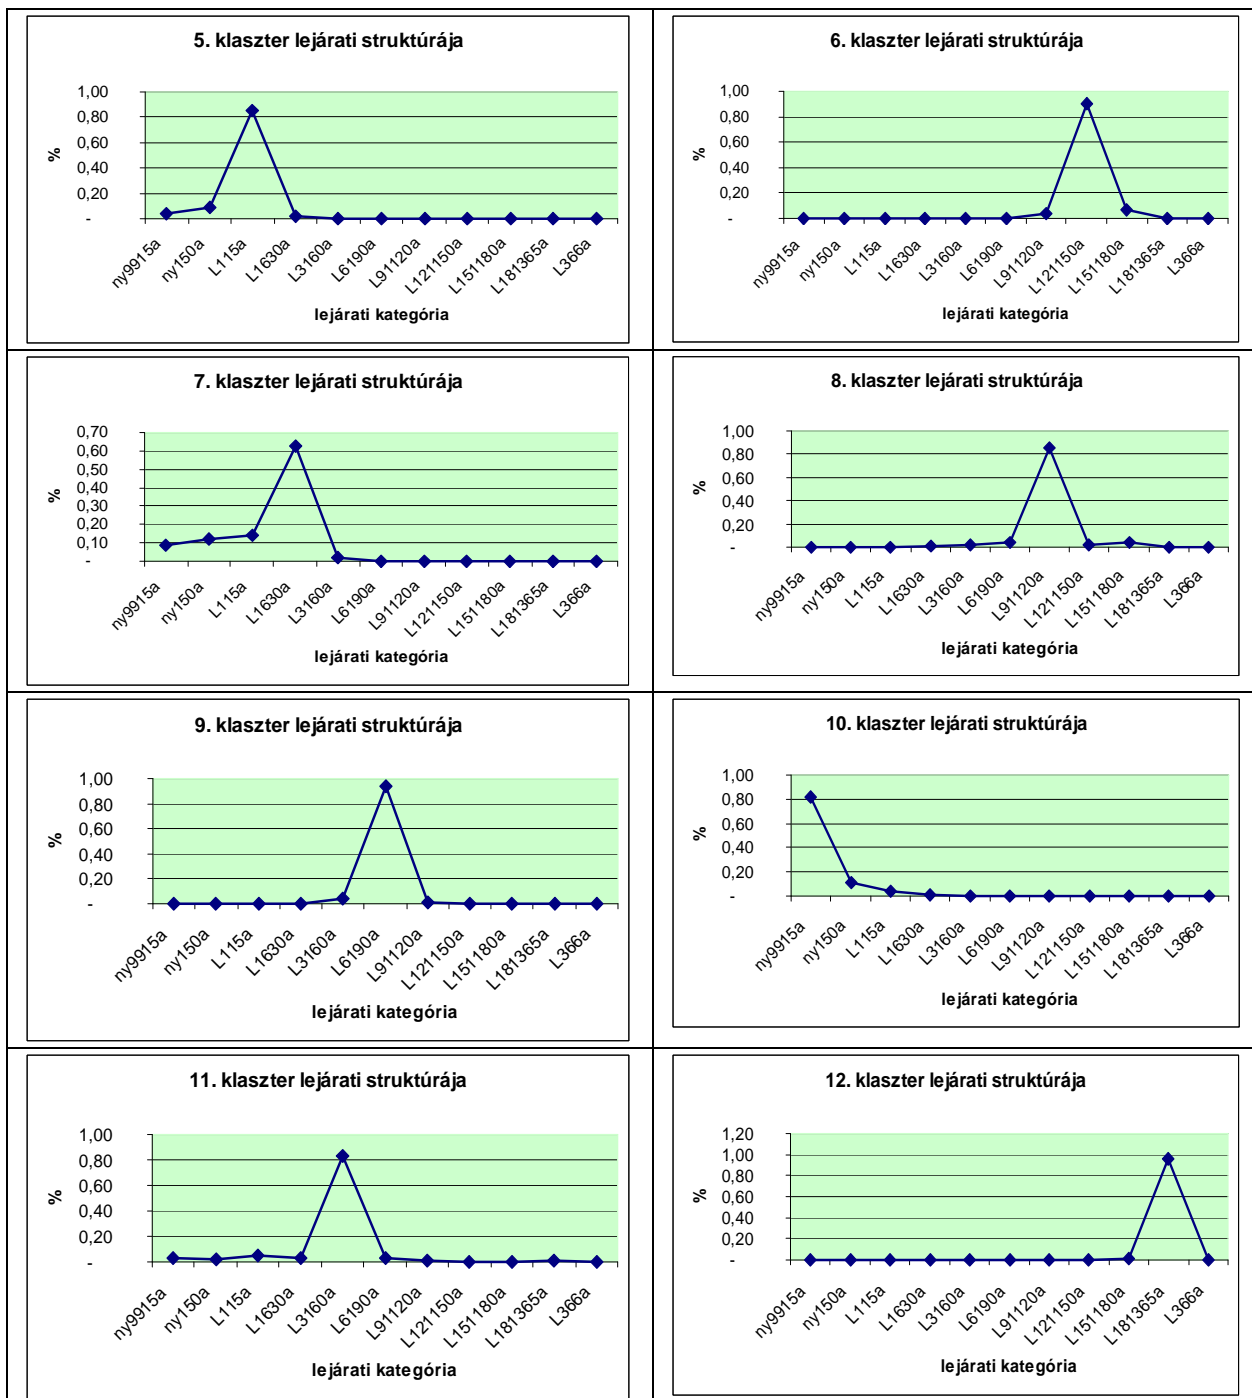 5. klaszter lejárati struktúrája
1,00
0,80
0,60
0,40
0,20
-
%
ny9915a
ny150a
L115a
L1630a
L3160a
L6190a
L91120a
L121150a
L151180a
L181365a
L366a
lejárati kategória
6. klaszter lejárati struktúrája
1,00
0,80
0,60
0,40
0,20
-
%
ny9915a
ny150a
L115a
L1630a
L3160a
L6190a
L91120a
L121150a
L151180a
L181365a
L366a
lejárati kategória
7. klaszter lejárati struktúrája
0,70
0,60
0,50
0,40
0,30
0,20
0,10
-
%
ny9915a
ny150a
L115a
L1630a
L3160a
L6190a
L91120a
L121150a
L151180a
L181365a
L366a
lejárati kategória
8. klaszter lejárati struktúrája
1,00
0,80
0,60
0,40
0,20
-
%
ny9915a
ny150a
L115a
L1630a
L3160a
L6190a
L91120a
L121150a
L151180a
L181365a
L366a
lejárati kategória
9. klaszter lejárati struktúrája
1,00
0,80
0,60
0,40
0,20
-
%
ny9915a
ny150a
L115a
L1630a
L3160a
L6190a
L91120a
L121150a
L151180a
L181365a
L366a
lejárati kategória
10. klaszter lejárati struktúrája
1,00
0,80
0,60
0,40
0,20
-
%
ny9915a
ny150a
L115a
L1630a
L3160a
L6190a
L91120a
L121150a
L151180a
L181365a
L366a
lejárati kategória
11. klaszter lejárati struktúrája
1,00
0,80
0,60
0,40
0,20
-
%
ny9915a
ny150a
L115a
L1630a
L3160a
L6190a
L91120a
L121150a
L151180a
L181365a
L366a
lejárati kategória
12. klaszter lejárati struktúrája
1,20
1,00
0,80
0,60
0,40
0,20
-
%
ny9915a
ny150a
L115a
L1630a
L3160a
L6190a
L91120a
L121150a
L151180a
L181365a
L366a
lejárati kategória